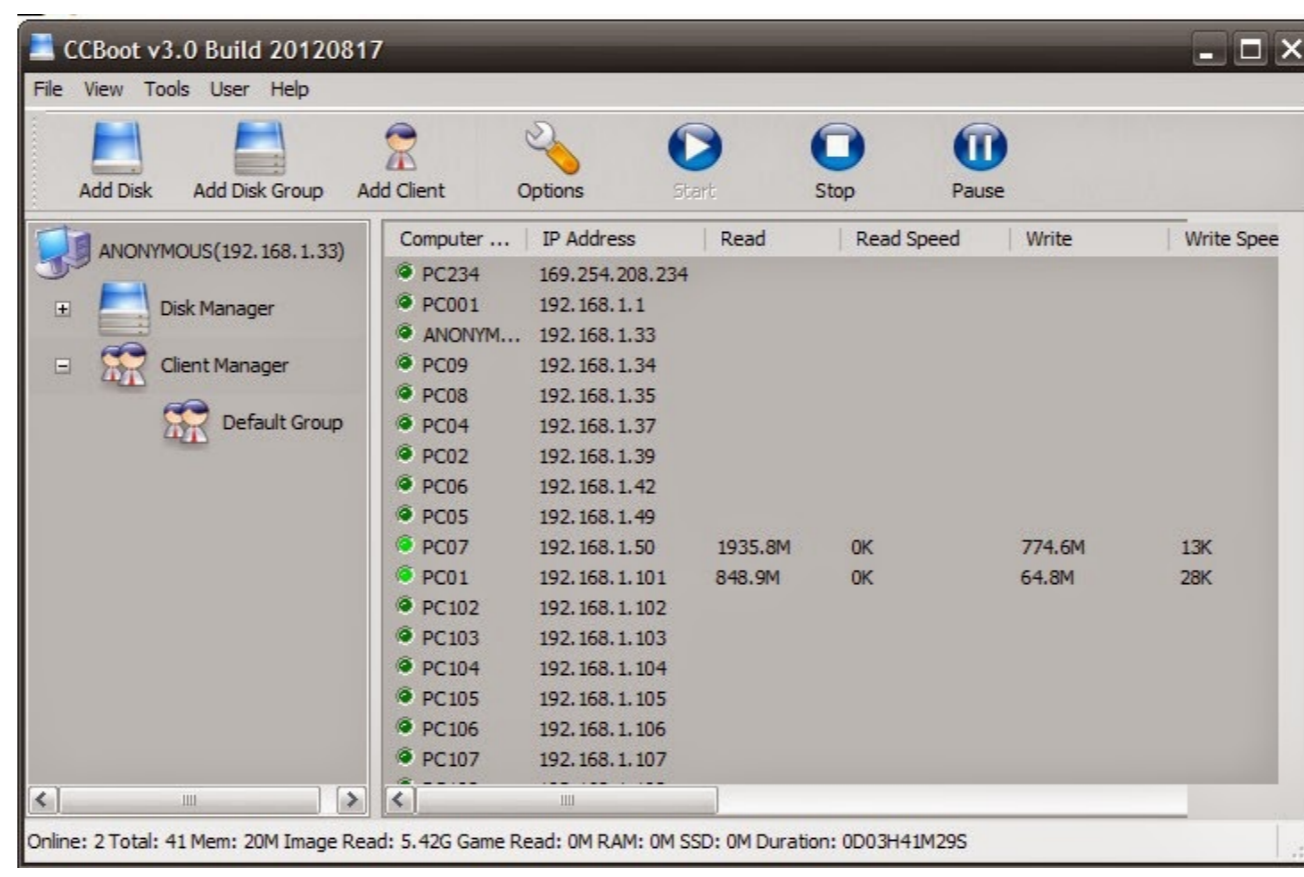 CCBoot v3.0 Build 20120817
File View Tools User Help
Add Disk Add Disk Group Add Client Options Start Stop Pause
ANONYMOUS(192.168.1.33)
Disk Manager
Client Manager
Default Group
Computer ... IP Address Read Read Speed Write Write Spee
PC234 169.254.208.234
PC001 192.168.1.1
ANONYM... 192.168.1.33
PC09 192.168.1.34
PC08 192.168.1.35
PC04 192.168.1.37
PC02 192.168.1.39
PC06 192.168.1.42
PC05 192.168.1.49
PC07 192.168.1.50 1935.8M 0K 774.6M 13K
PC01 192.168.1.101 848.9M 0K 64.8M 28K
PC102 192.168.1.102
PC103 192.168.1.103
PC104 192.168.1.104
PC105 192.168.1.105
PC106 192.168.1.106
PC107 192.168.1.107
Online: 2 Total: 41 Mem: 20M Image Read: 5.42G Game Read: 0M RAM: 0M SSD: 0M Duration: 0D03H41M29S